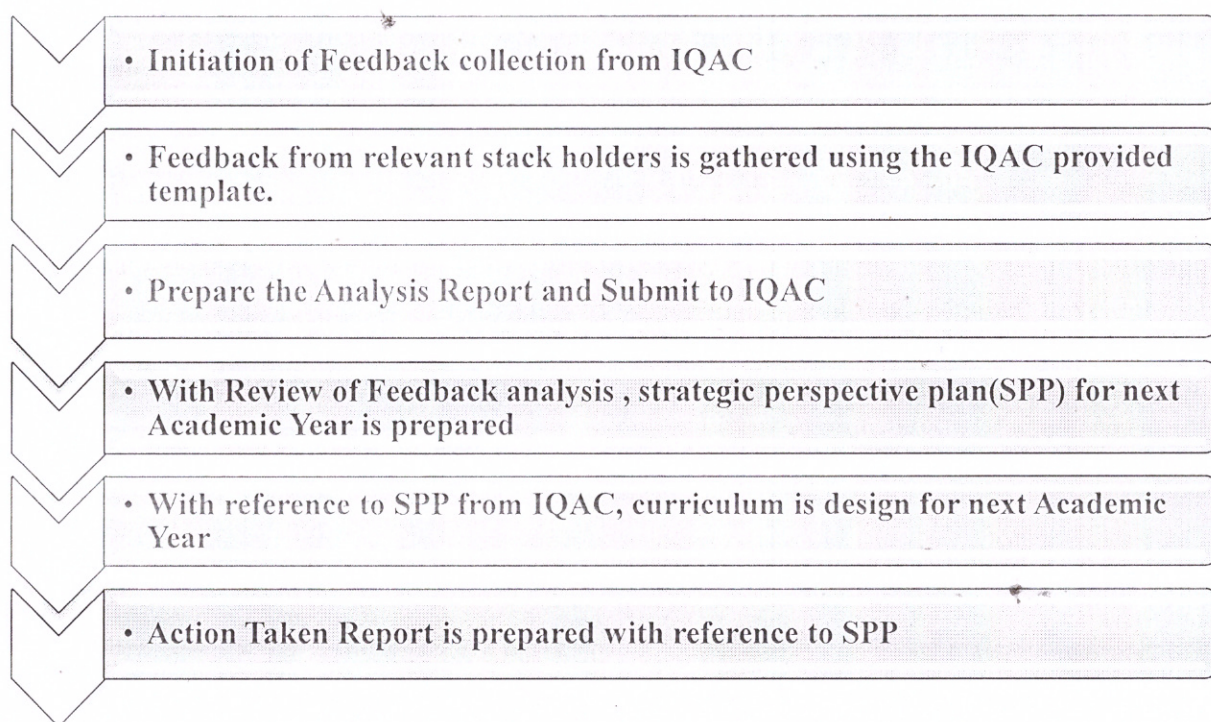 • Initiation of Feedback collection from IQAC
• Feedback from relevant stack holders is gathered using the IQAC provided
template.
• Prepare the Analysis Report and Submit to IQAC
• With Review of Feedback analysis , strategic perspective plan(SPP) for next
Academic Year is prepared
• With reference to SPP from IQAC, curriculum is design for next Academic
Year
• Action Taken Report is prepared with reference to SPP